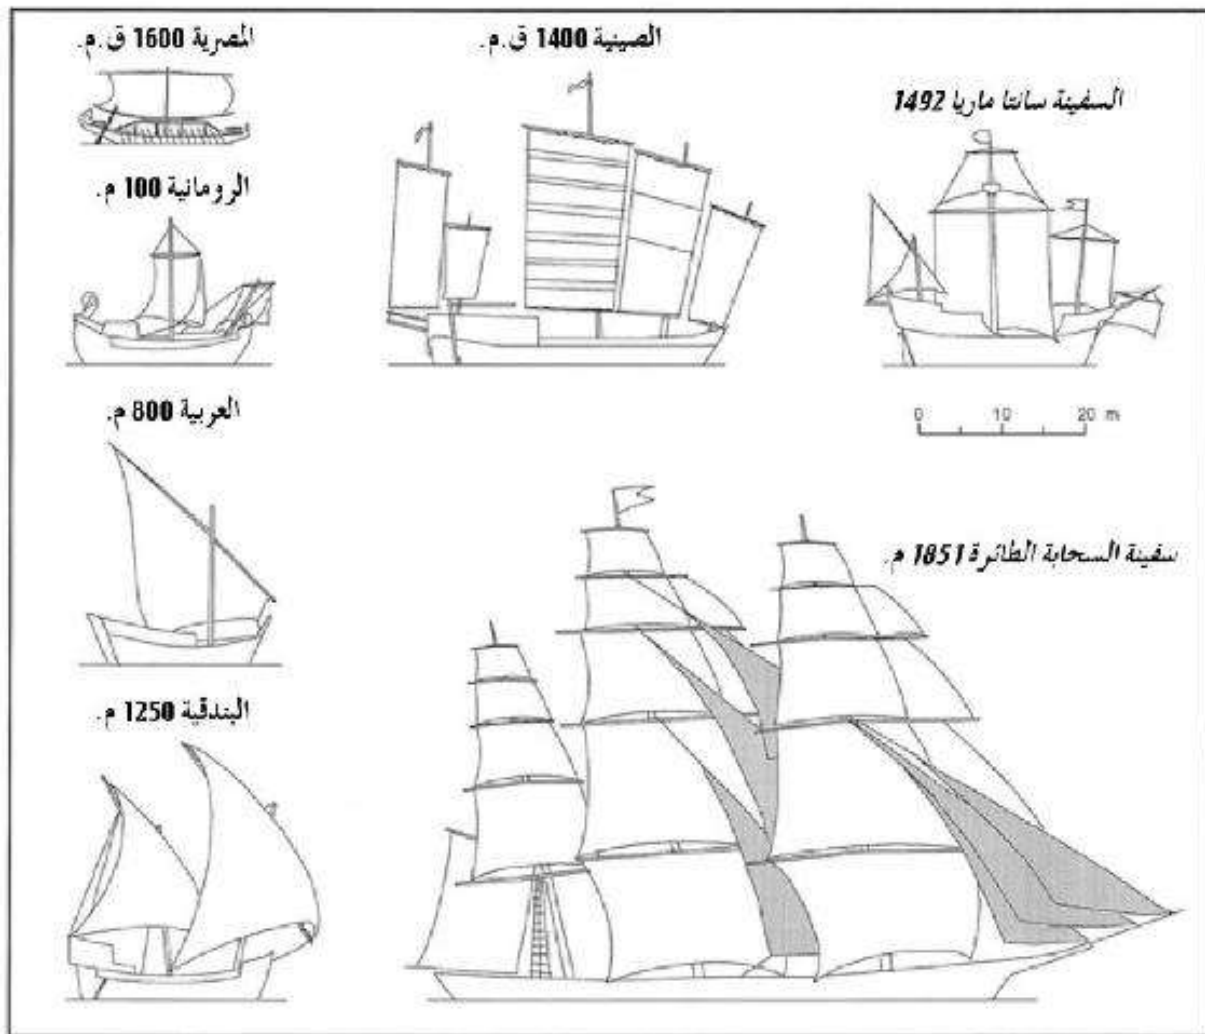 المصرية 1600 ق.م.
الصينية 1400 ق.م.
السفينة سانتا ماريا 1492
الرومانية 100 م.
0 10 20 m
العربية 800 م.
سفينة السحابة الطائرة 1851 م.
البندقية 1250 م.